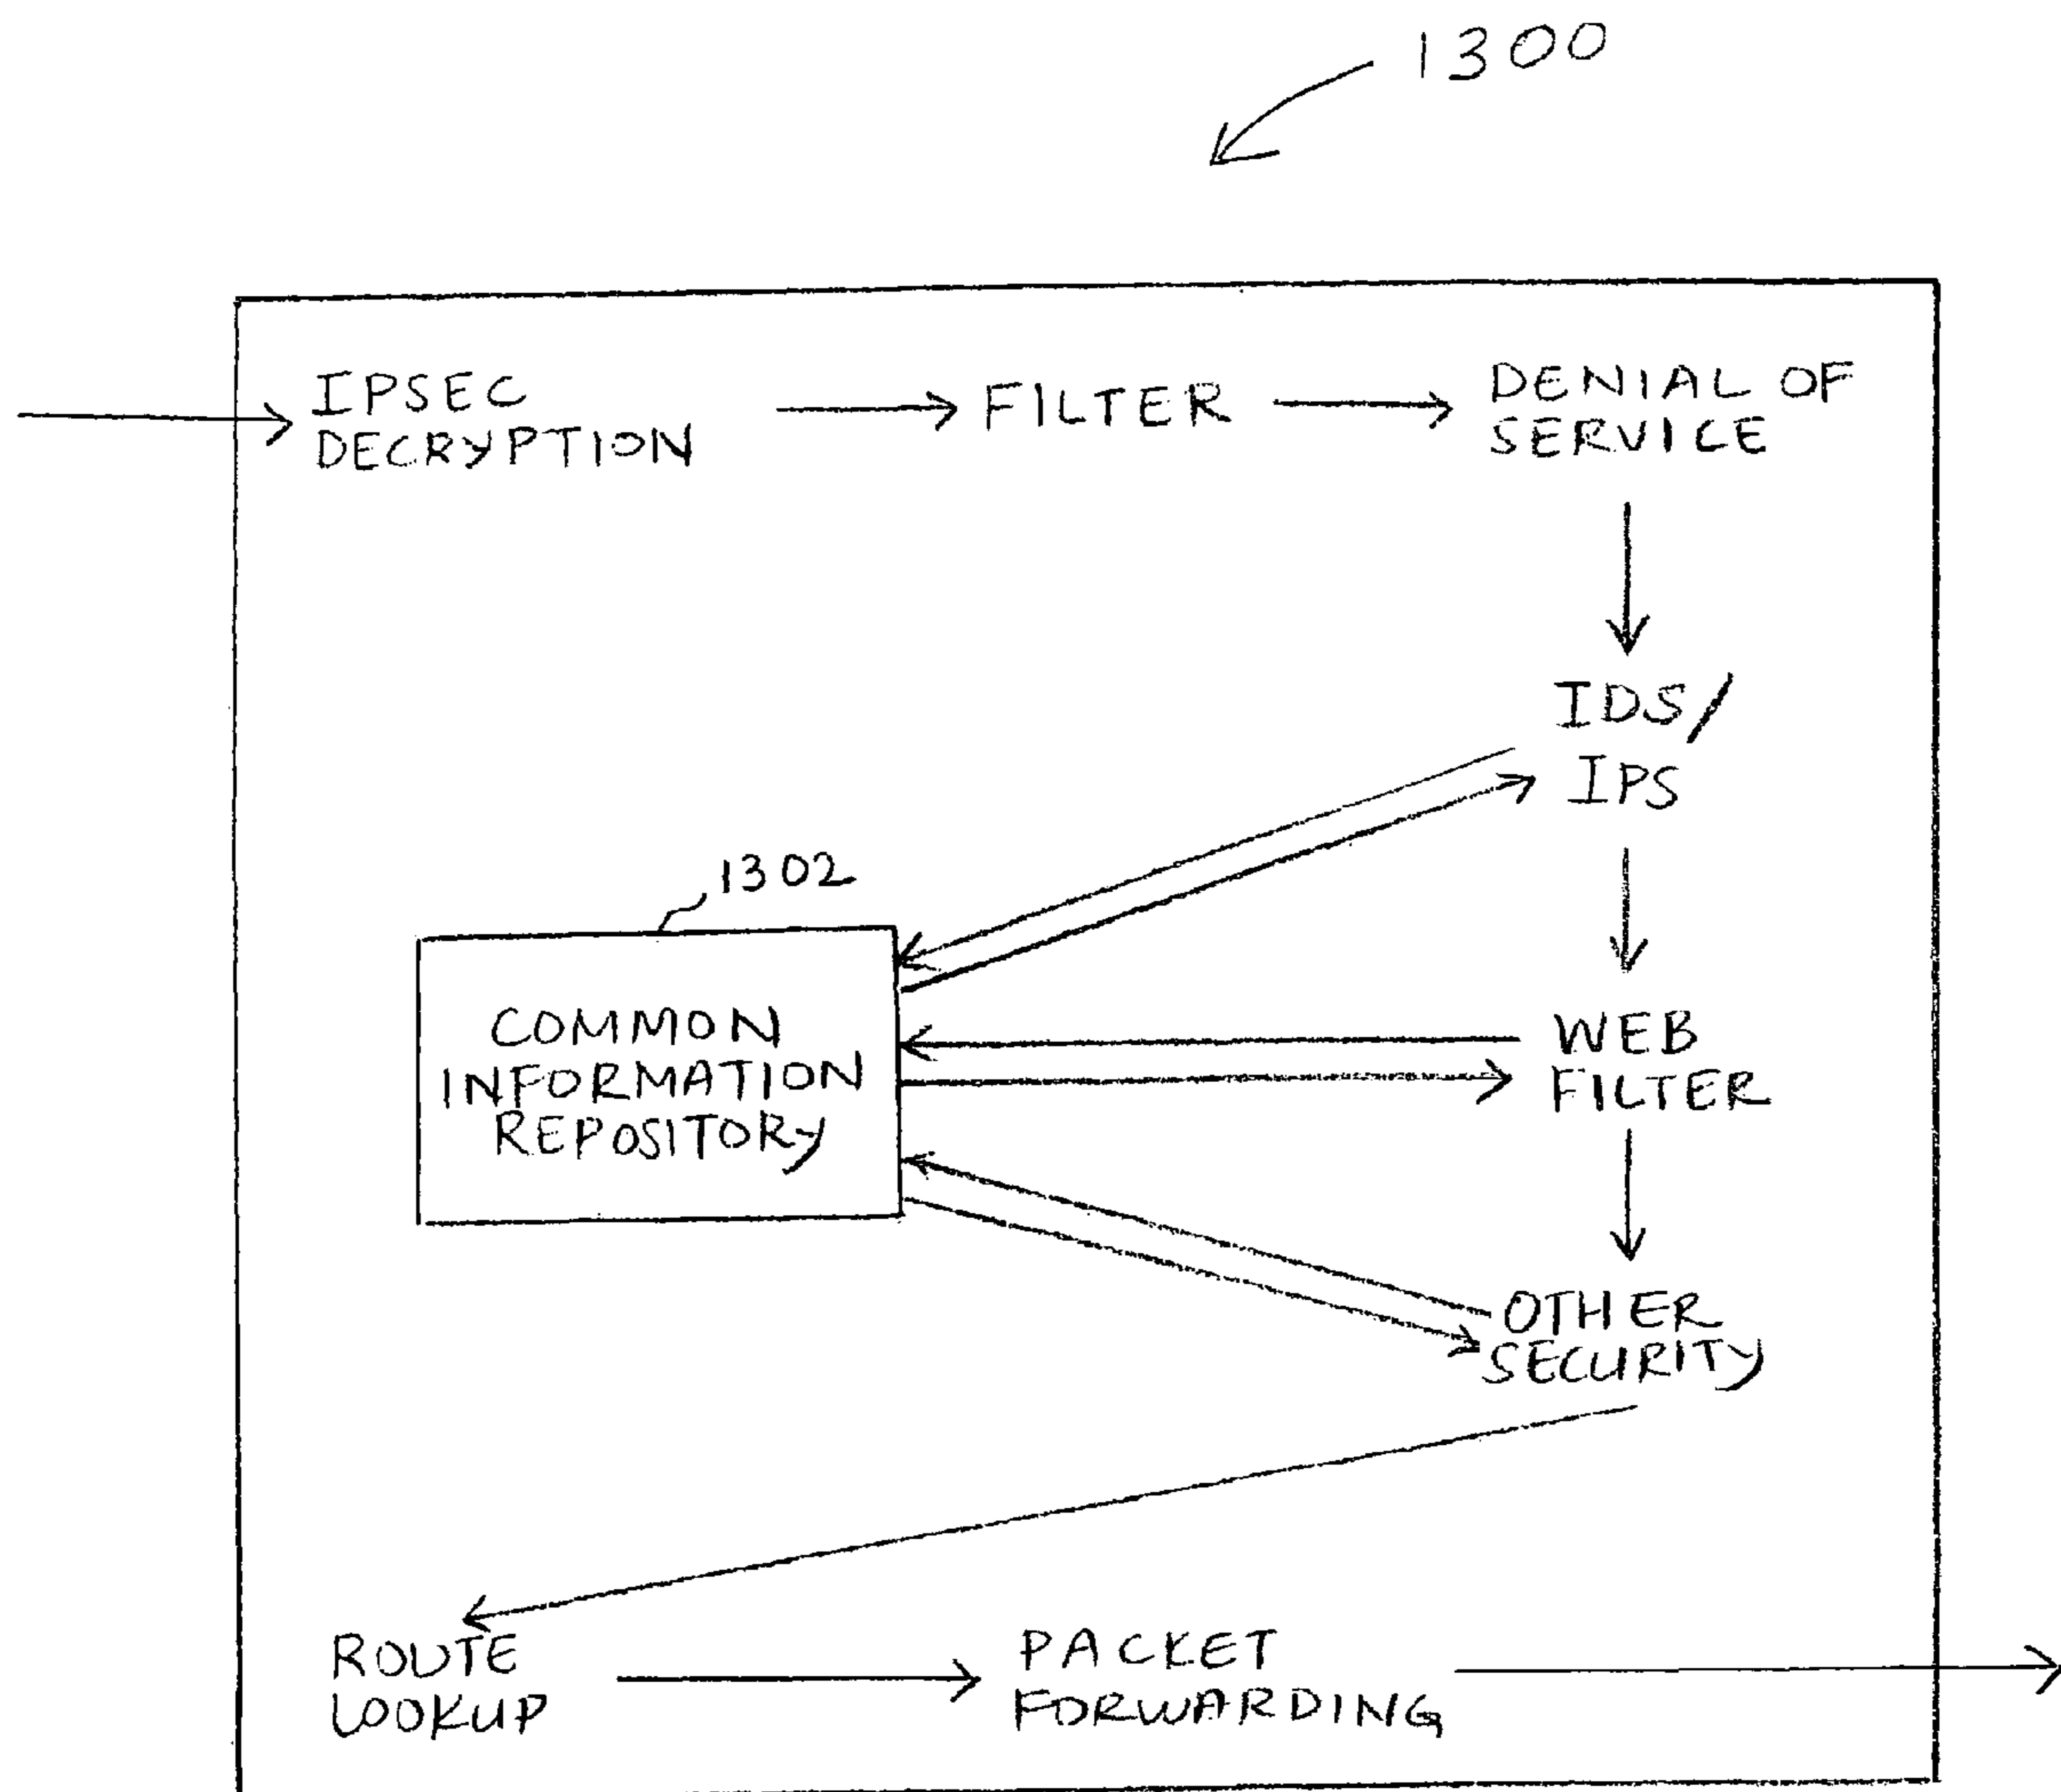 1300
IPSEC
DECRYPTION
FILTER
DENIAL OF
SERVICE
IDS/
IPS
1302
COMMON
INFORMATION
REPOSITORY
WEB
FILTER
OTHER
SECURITY
ROUTE
LOOKUP
PACKET
FORWARDING